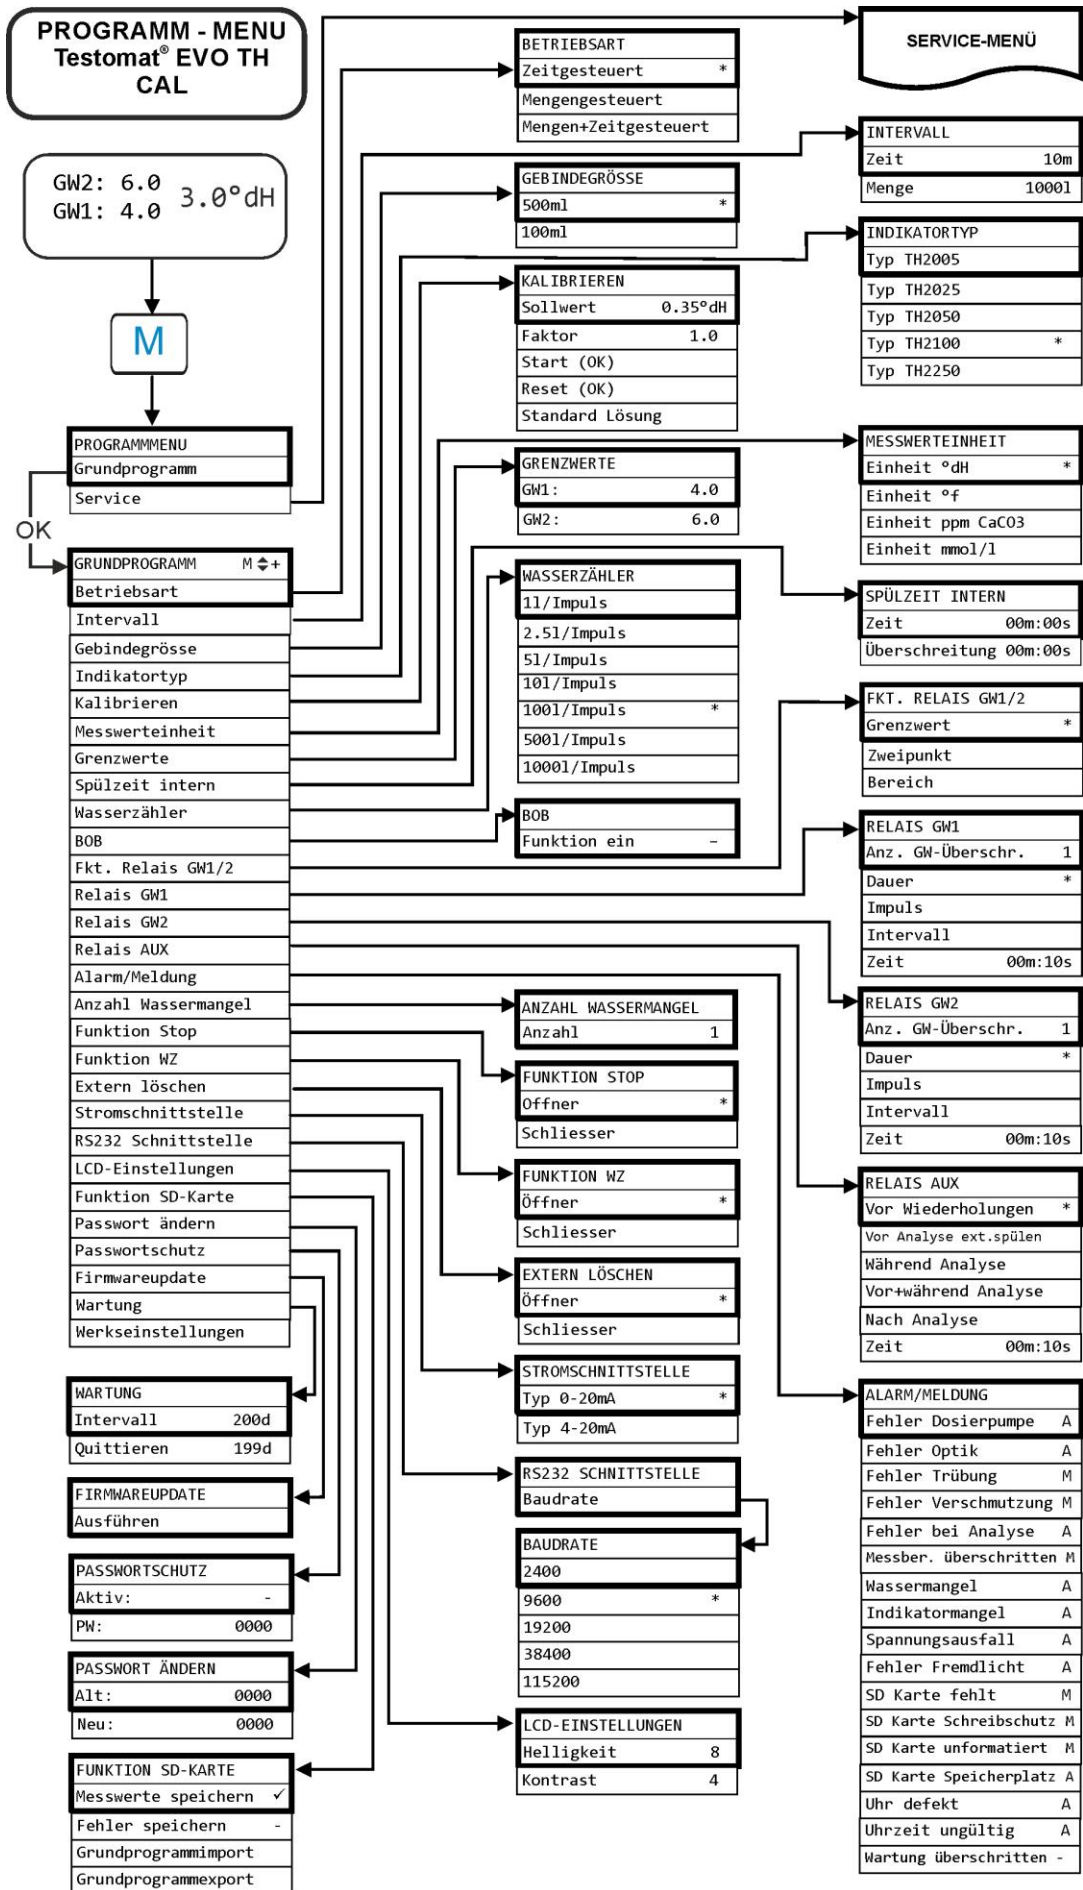 PROGRAMM - MENU
Testomat® EVO TH
CAL
GW2: 6.0
GW1: 4.0
3.0°dH
M
PROGRAMMMENU
Grundprogramm
Service
OK
GRUNDPROGRAMM M +
Betriebsart
Intervall
Gebindegrösse
Indikatortyp
Kalibrieren
Messwerteinheit
Grenzwerte
Spülzeit intern
Wasserzähler
BOB
Fkt. Relais GW1/2
Relais GW1
Relais GW2
Relais AUX
Alarm/Meldung
Anzahl Wassermangel
Funktion Stop
Funktion WZ
Extern löschen
Stromschnittstelle
RS232 Schnittstelle
LCD-Einstellungen
Funktion SD-Karte
Passwort ändern
Passwortschutz
Firmwareupdate
Wartung
Werkseinstellungen
WARTUNG
Intervall 200d
Quittieren 199d
FIRMWAREUPDATE
Ausführen
PASSWORTSCHUTZ
Aktiv: -
PW: 0000
PASSWORT ÄNDERN
Alt: 0000
Neu: 0000
FUNKTION SD-KARTE
Messwerte speichern ✓
Fehler speichern -
Grundprogrammimport
Grundprogrammexport
BETRIEBSART
Zeitgesteuert *
Mengengesteuert
Mengen+Zeitgesteuert
GEBINDEGRÖSSE
500ml *
100ml
KALIBRIEREN
Sollwert 0.35°dH
Faktor 1.0
Start (OK)
Reset (OK)
Standard Lösung
GRENZWERTE
GW1: 4.0
GW2: 6.0
WASSERZÄHLER
1l/Impuls
2.5l/Impuls
5l/Impuls
10l/Impuls
100l/Impuls *
500l/Impuls
1000l/Impuls
BOB
Funktion ein –
ANZAHL WASSERMANGEL
Anzahl 1
FUNKTION STOP
Offner *
Schliesser
FUNKTION WZ
Öffner *
Schliesser
EXTERN LÖSCHEN
Öffner *
Schliesser
STROMSCHNITTSTELLE
Typ 0-20mA *
Typ 4-20mA
RS232 SCHNITTSTELLE
Baudrate
BAUDRATE
2400
9600 *
19200
38400
115200
LCD-EINSTELLUNGEN
Helligkeit 8
Kontrast 4
SERVICE-MENÜ
INTERVALL
Zeit 10m
Menge 1000l
INDIKATORTYP
Typ TH2005
Typ TH2025
Typ TH2050
Typ TH2100 *
Typ TH2250
MESSWERTEINHEIT
Einheit °dH *
Einheit °f
Einheit ppm CaCO3
Einheit mmol/l
SPÜLZEIT INTERN
Zeit 00m:00s
Überschreitung 00m:00s
FKT. RELAIS GW1/2
Grenzwert *
Zweipunkt
Bereich
RELAIS GW1
Anz. GW-Überschr. 1
Dauer *
Impuls
Intervall
Zeit 00m:10s
RELAIS GW2
Anz. GW-Überschr. 1
Dauer *
Impuls
Intervall
Zeit 00m:10s
RELAIS AUX
Vor Wiederholungen *
Vor Analyse ext.spülen
Während Analyse
Vor+während Analyse
Nach Analyse
Zeit 00m:10s
ALARM/MELDUNG
Fehler Dosierpumpe A
Fehler Optik A
Fehler Trübung M
Fehler Verschmutzung M
Fehler bei Analyse A
Messber. überschritten M
Wassermangel A
Indikatormangel A
Spannungsausfall A
Fehler Fremdlicht A
SD Karte fehlt M
SD Karte Schreibschutz M
SD Karte unformatiert M
SD Karte Speicherplatz A
Uhr defekt A
Uhrzeit ungültig A
Wartung überschritten -